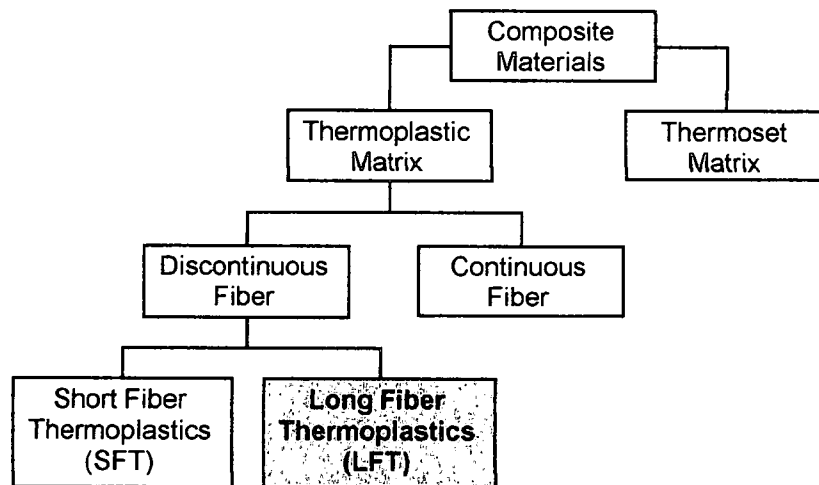 Composite
Materials
Thermoplastic
Matrix
Thermoset
Matrix
Discontinuous
Fiber
Continuous
Fiber
Short Fiber
Thermoplastics
(SFT)
Long Fiber
Thermoplastics
(LFT)